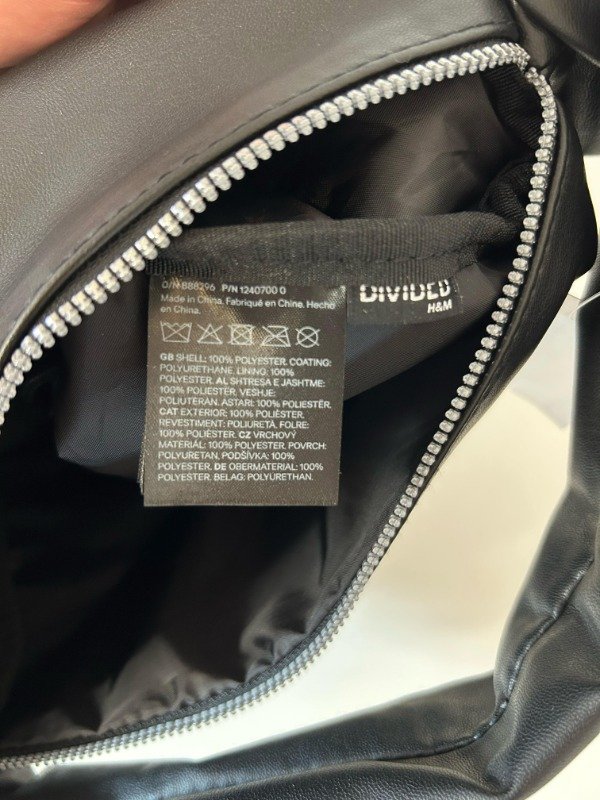 O/N 888296 P/N 1240700 0
Made in China. Fabriqué en Chine. Hecho
en China.
GB SHELL: 100% POLYESTER. COATING:
POLYURETHANE. LINING: 100%
POLYESTER. AL SHTRESA E JASHTME:
100% POLIESTER, VESHJE:
POLIUTERAN. ASTARI: 100% POLIESTËR.
CAT EXTERIOR: 100% POLIÈSTER.
REVESTIMENT: POLIURETÀ, FOLRE:
100% POLIÈSTER. CZ VRCHOVÝ
MATERIÁL: 100% POLYESTER, POVRCH:
POLYURETAN, PODŠÍVKA: 100%
POLYESTER. DE OBERMATERIAL: 100%
POLYESTER. BELAG: POLYURETHAN.
DIVIDED
H&M